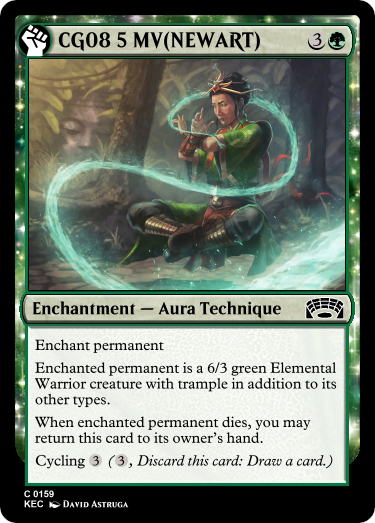 CG08 5 MV(NEWART) 3
Enchantment — Aura Technique
Enchant permanent
Enchanted permanent is a 6/3 green Elemental
Warrior creature with trample in addition to its
other types.
When enchanted permanent dies, you may
return this card to its owner's hand.
Cycling 3 (3, Discard this card: Draw a card.)
C 0159
KEC David Astruga